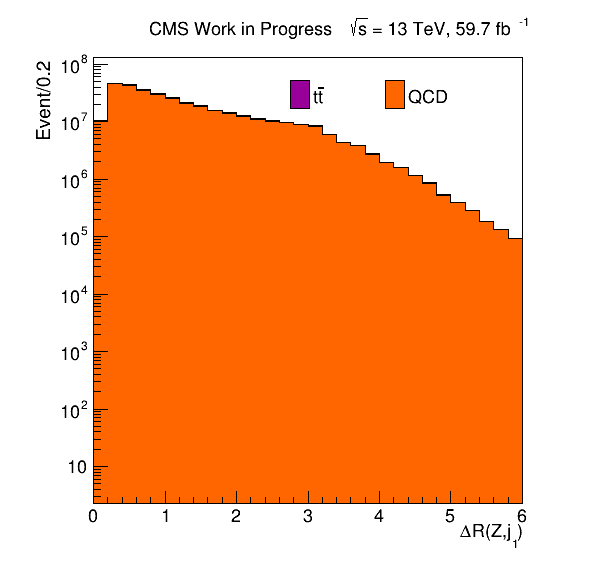 CMS Work in Progress √s = 13 TeV, 59.7 fb⁻¹
Event/0.2
tt̄ QCD
10⁸
10⁷
10⁶
10⁵
10⁴
10³
10²
10
0 1 2 3 4 5 6
ΔR(Z,j₁)